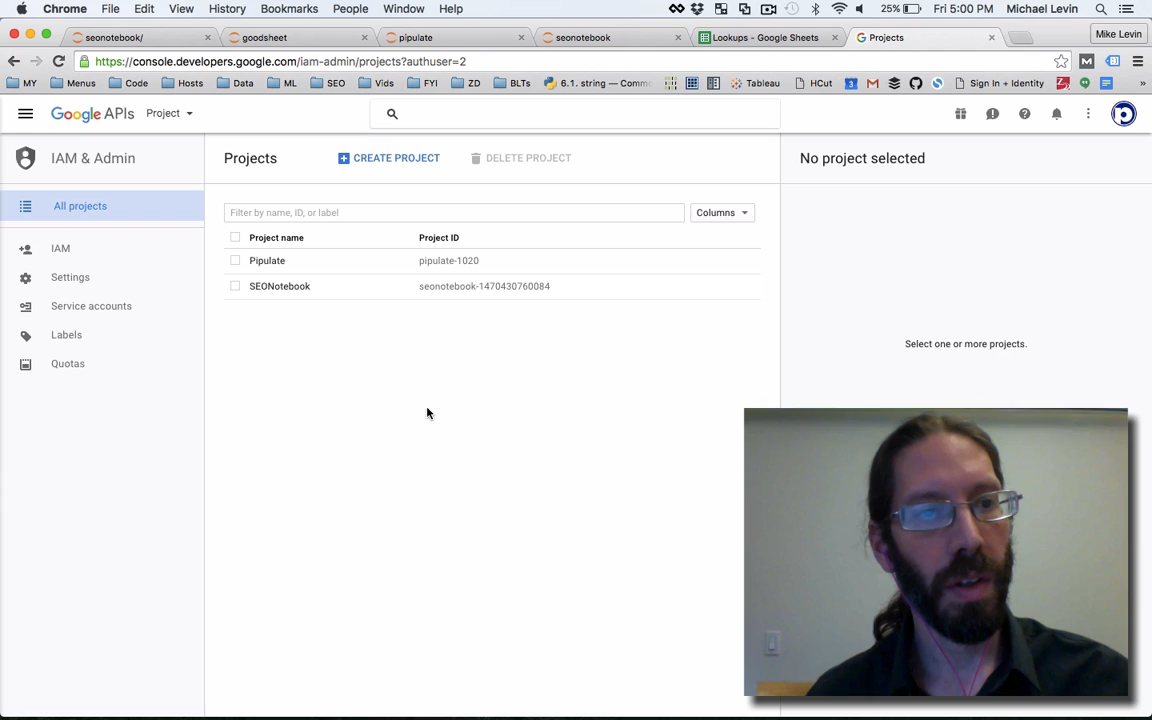 Chrome File Edit View History Bookmarks People Window Help 25% Fri 5:00 PM Michael Levin
seonotebook/ goodsheet pipulate seonotebook Lookups - Google Sheets Projects Mike Levin
https://console.developers.google.com/iam-admin/projects?authuser=2
MY Menus Code Hosts Data ML SEO Vids FYI ZD BLTs 6.1. string — Comm Tableau HCut 3 Sign In + Identity »
Google APIs Project
IAM & Admin Projects CREATE PROJECT DELETE PROJECT No project selected
All projects
Filter by name, ID, or label Columns
Project name Project ID
IAM
Pipulate pipulate-1020
Settings
SEONotebook seonotebook-1470430760084
Service accounts
Labels
Select one or more projects.
Quotas